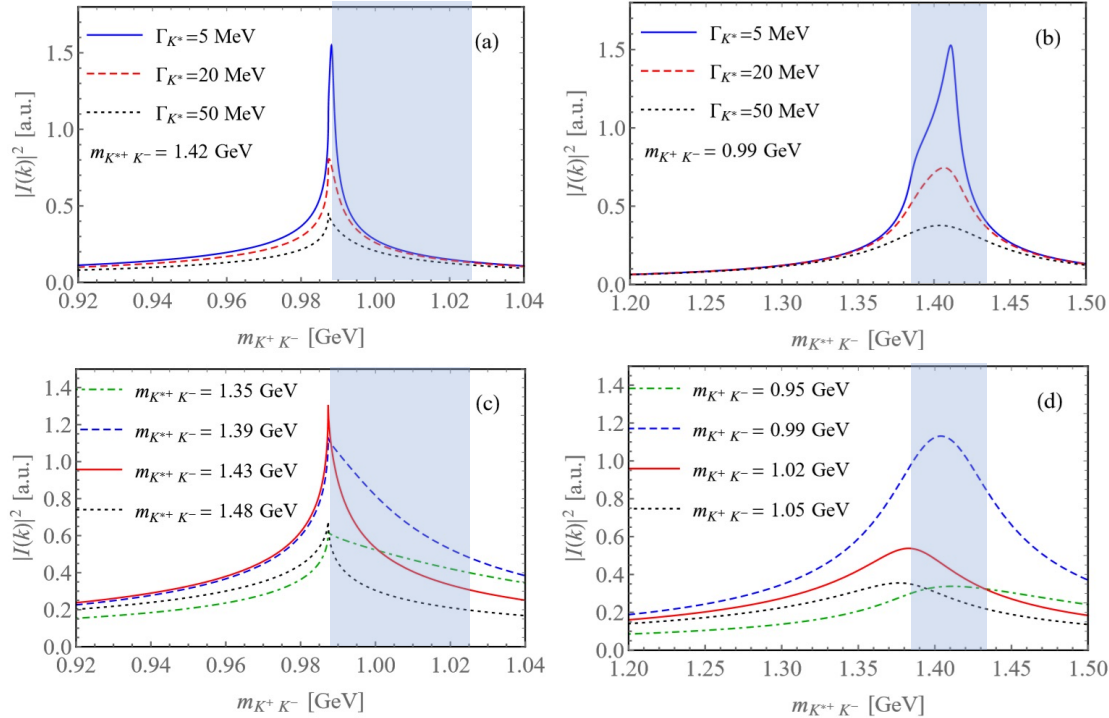 (a)
Γ_{K*}=5 MeV
Γ_{K*}=20 MeV
Γ_{K*}=50 MeV
m_{K*+ K−} = 1.42 GeV
|I(k)|² [a.u.]
1.5
1.0
0.5
0.0
0.92 0.94 0.96 0.98 1.00 1.02 1.04
m_{K+ K−} [GeV]
(b)
Γ_{K*}=5 MeV
Γ_{K*}=20 MeV
Γ_{K*}=50 MeV
m_{K+ K−} = 0.99 GeV
|I(k)|² [a.u.]
1.5
1.0
0.5
0.0
1.20 1.25 1.30 1.35 1.40 1.45 1.50
m_{K*+ K−} [GeV]
(c)
m_{K*+ K−} = 1.35 GeV
m_{K*+ K−} = 1.39 GeV
m_{K*+ K−} = 1.43 GeV
m_{K*+ K−} = 1.48 GeV
|I(k)|² [a.u.]
1.4
1.2
1.0
0.8
0.6
0.4
0.2
0.0
0.92 0.94 0.96 0.98 1.00 1.02 1.04
m_{K+ K−} [GeV]
(d)
m_{K+ K−} = 0.95 GeV
m_{K+ K−} = 0.99 GeV
m_{K+ K−} = 1.02 GeV
m_{K+ K−} = 1.05 GeV
|I(k)|² [a.u.]
1.4
1.2
1.0
0.8
0.6
0.4
0.2
0.0
1.20 1.25 1.30 1.35 1.40 1.45 1.50
m_{K*+ K−} [GeV]